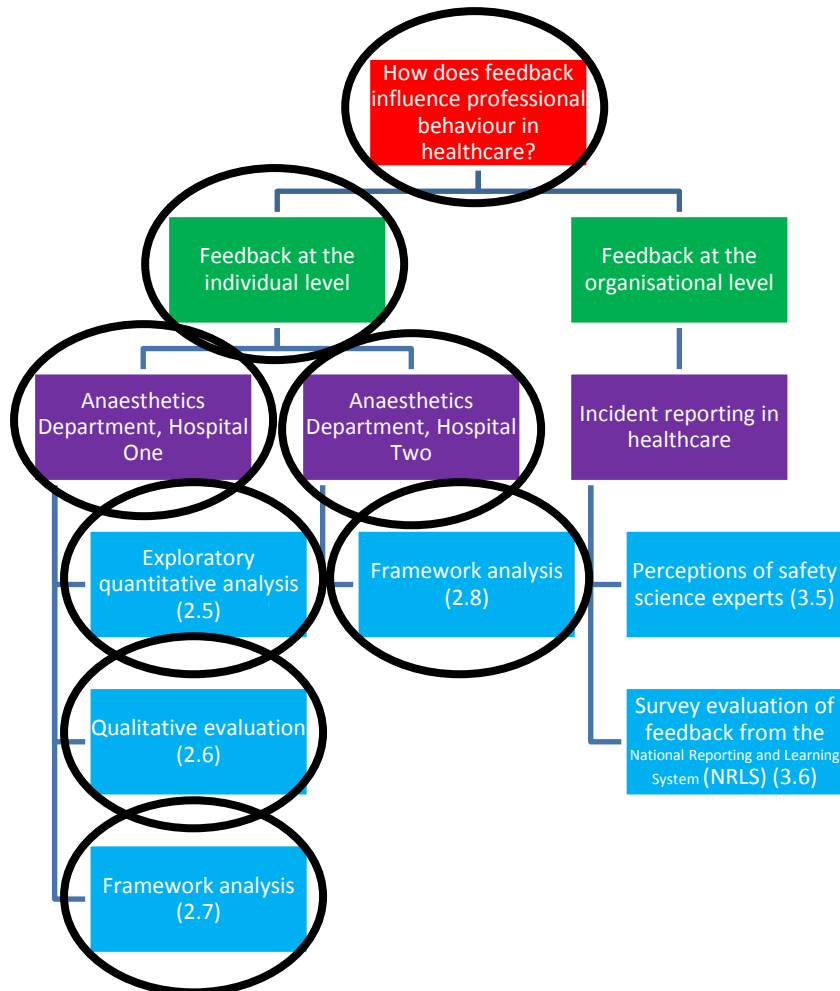 How does feedback
influence professional
behaviour in
healthcare?
Feedback at the
individual level
Feedback at the
organisational level
Anaesthetics
Department, Hospital
One
Anaesthetics
Department, Hospital
Two
Incident reporting in
healthcare
Exploratory
quantitative analysis
(2.5)
Framework analysis
(2.8)
Perceptions of safety
science experts (3.5)
Qualitative evaluation
(2.6)
Survey evaluation of
feedback from the
National Reporting and Learning
System (NRLS) (3.6)
Framework analysis
(2.7)